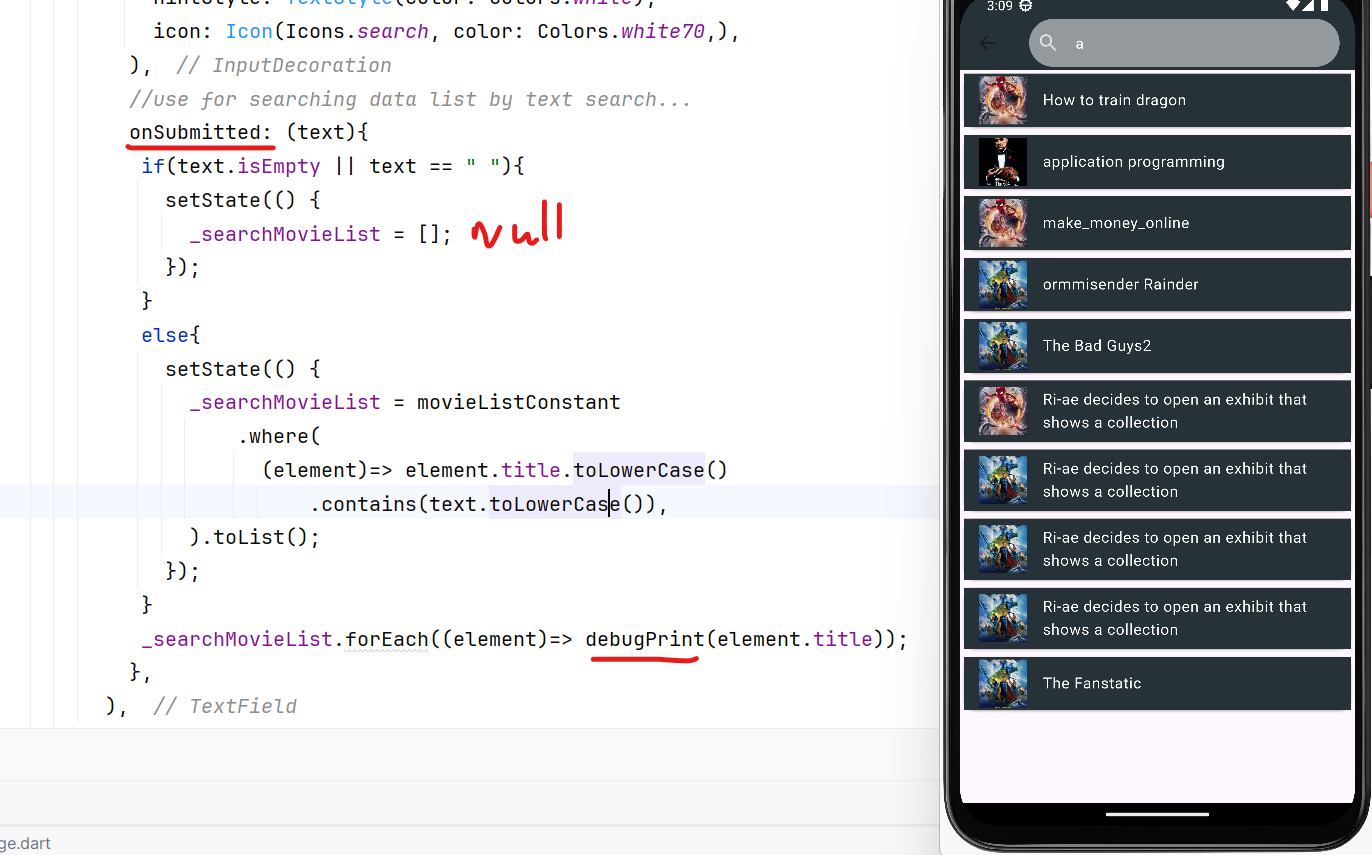 hintStyle: TextStyle(color: Colors.white),
icon: Icon(Icons.search, color: Colors.white70,),
), // InputDecoration
//use for searching data list by text search...
onSubmitted: (text){
if(text.isEmpty || text == " "){
setState(() {
_searchMovieList = []; null
});
}
else{
setState(() {
_searchMovieList = movieListConstant
.where(
(element)=> element.title.toLowerCase()
.contains(text.toLowerCase()),
).toList();
});
}
_searchMovieList.forEach((element)=> debugPrint(element.title));
},
), // TextField
ge.dart
3:09
a
How to train dragon
application programming
make_money_online
ormmisender Rainder
The Bad Guys2
Ri-ae decides to open an exhibit that
shows a collection
Ri-ae decides to open an exhibit that
shows a collection
Ri-ae decides to open an exhibit that
shows a collection
Ri-ae decides to open an exhibit that
shows a collection
The Fanstatic